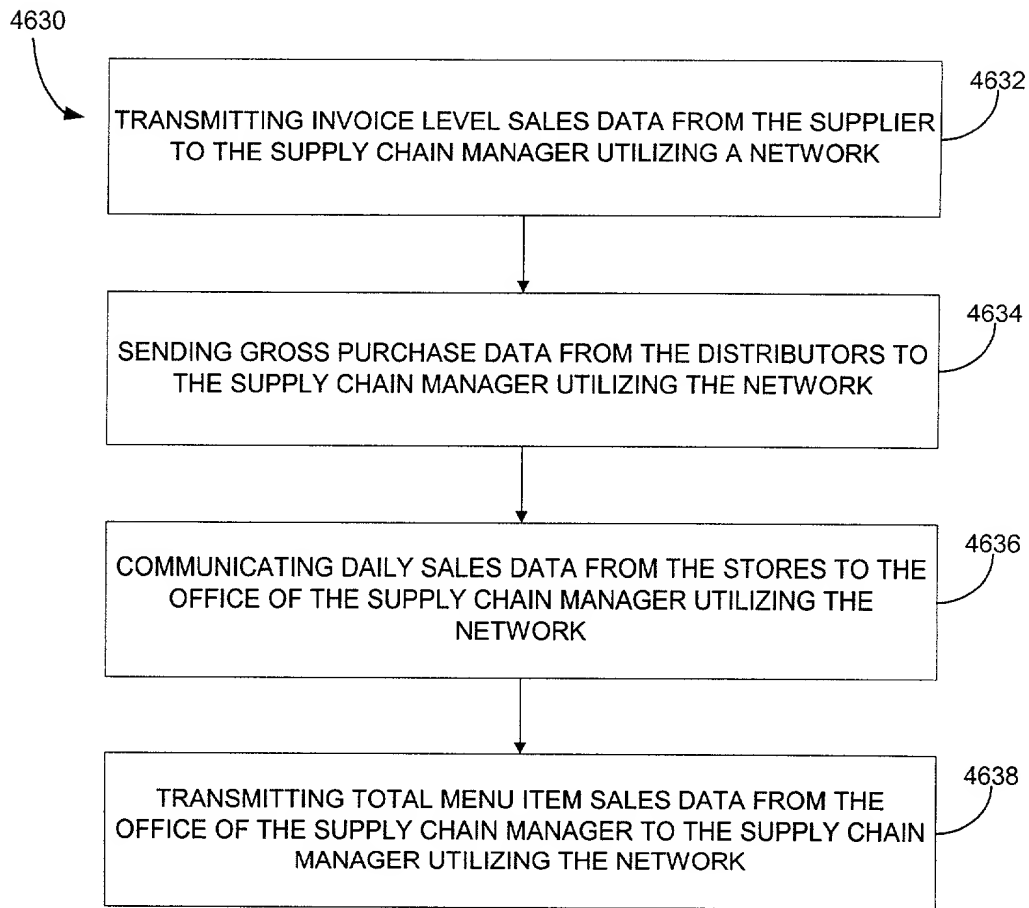 4630
4632
TRANSMITTING INVOICE LEVEL SALES DATA FROM THE SUPPLIER
TO THE SUPPLY CHAIN MANAGER UTILIZING A NETWORK
4634
SENDING GROSS PURCHASE DATA FROM THE DISTRIBUTORS TO
THE SUPPLY CHAIN MANAGER UTILIZING THE NETWORK
4636
COMMUNICATING DAILY SALES DATA FROM THE STORES TO THE
OFFICE OF THE SUPPLY CHAIN MANAGER UTILIZING THE
NETWORK
4638
TRANSMITTING TOTAL MENU ITEM SALES DATA FROM THE
OFFICE OF THE SUPPLY CHAIN MANAGER TO THE SUPPLY CHAIN
MANAGER UTILIZING THE NETWORK